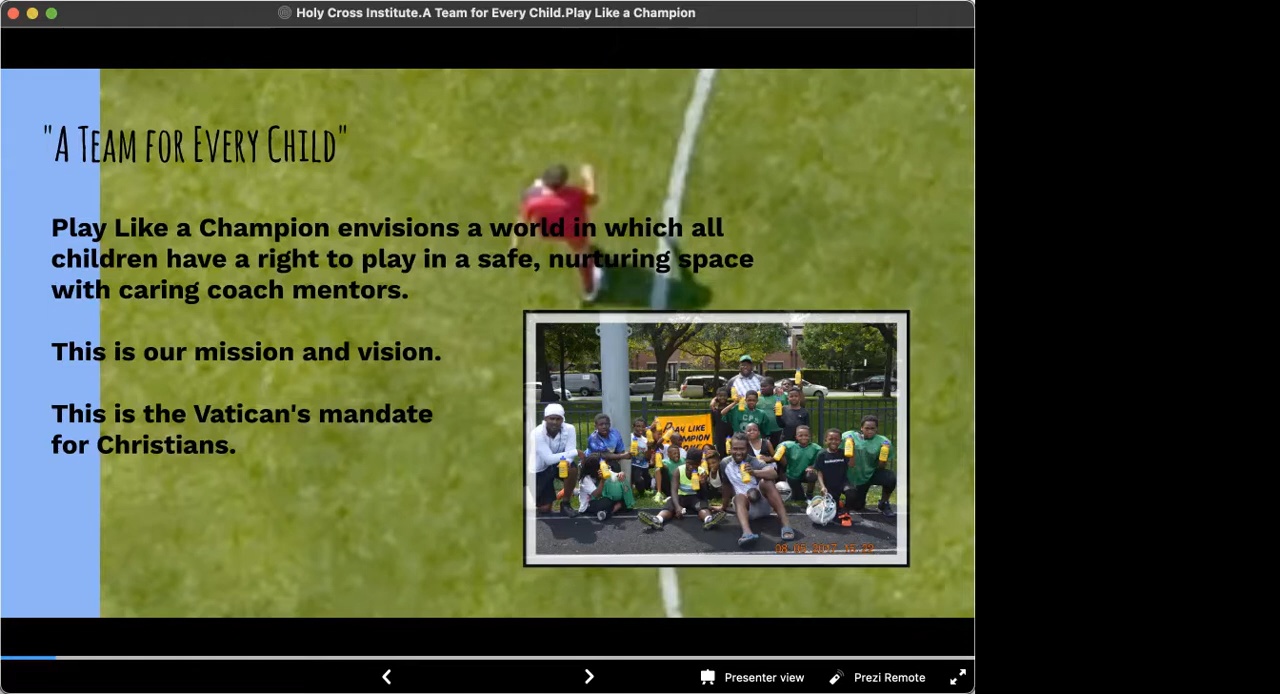 Holy Cross Institute.A Team for Every Child.Play Like a Champion
"A Team for Every Child"
Play Like a Champion envisions a world in which all
children have a right to play in a safe, nurturing space
with caring coach mentors.
This is our mission and vision.
This is the Vatican's mandate
for Christians.
PLAY LIKE
Presenter view
Prezi Remote